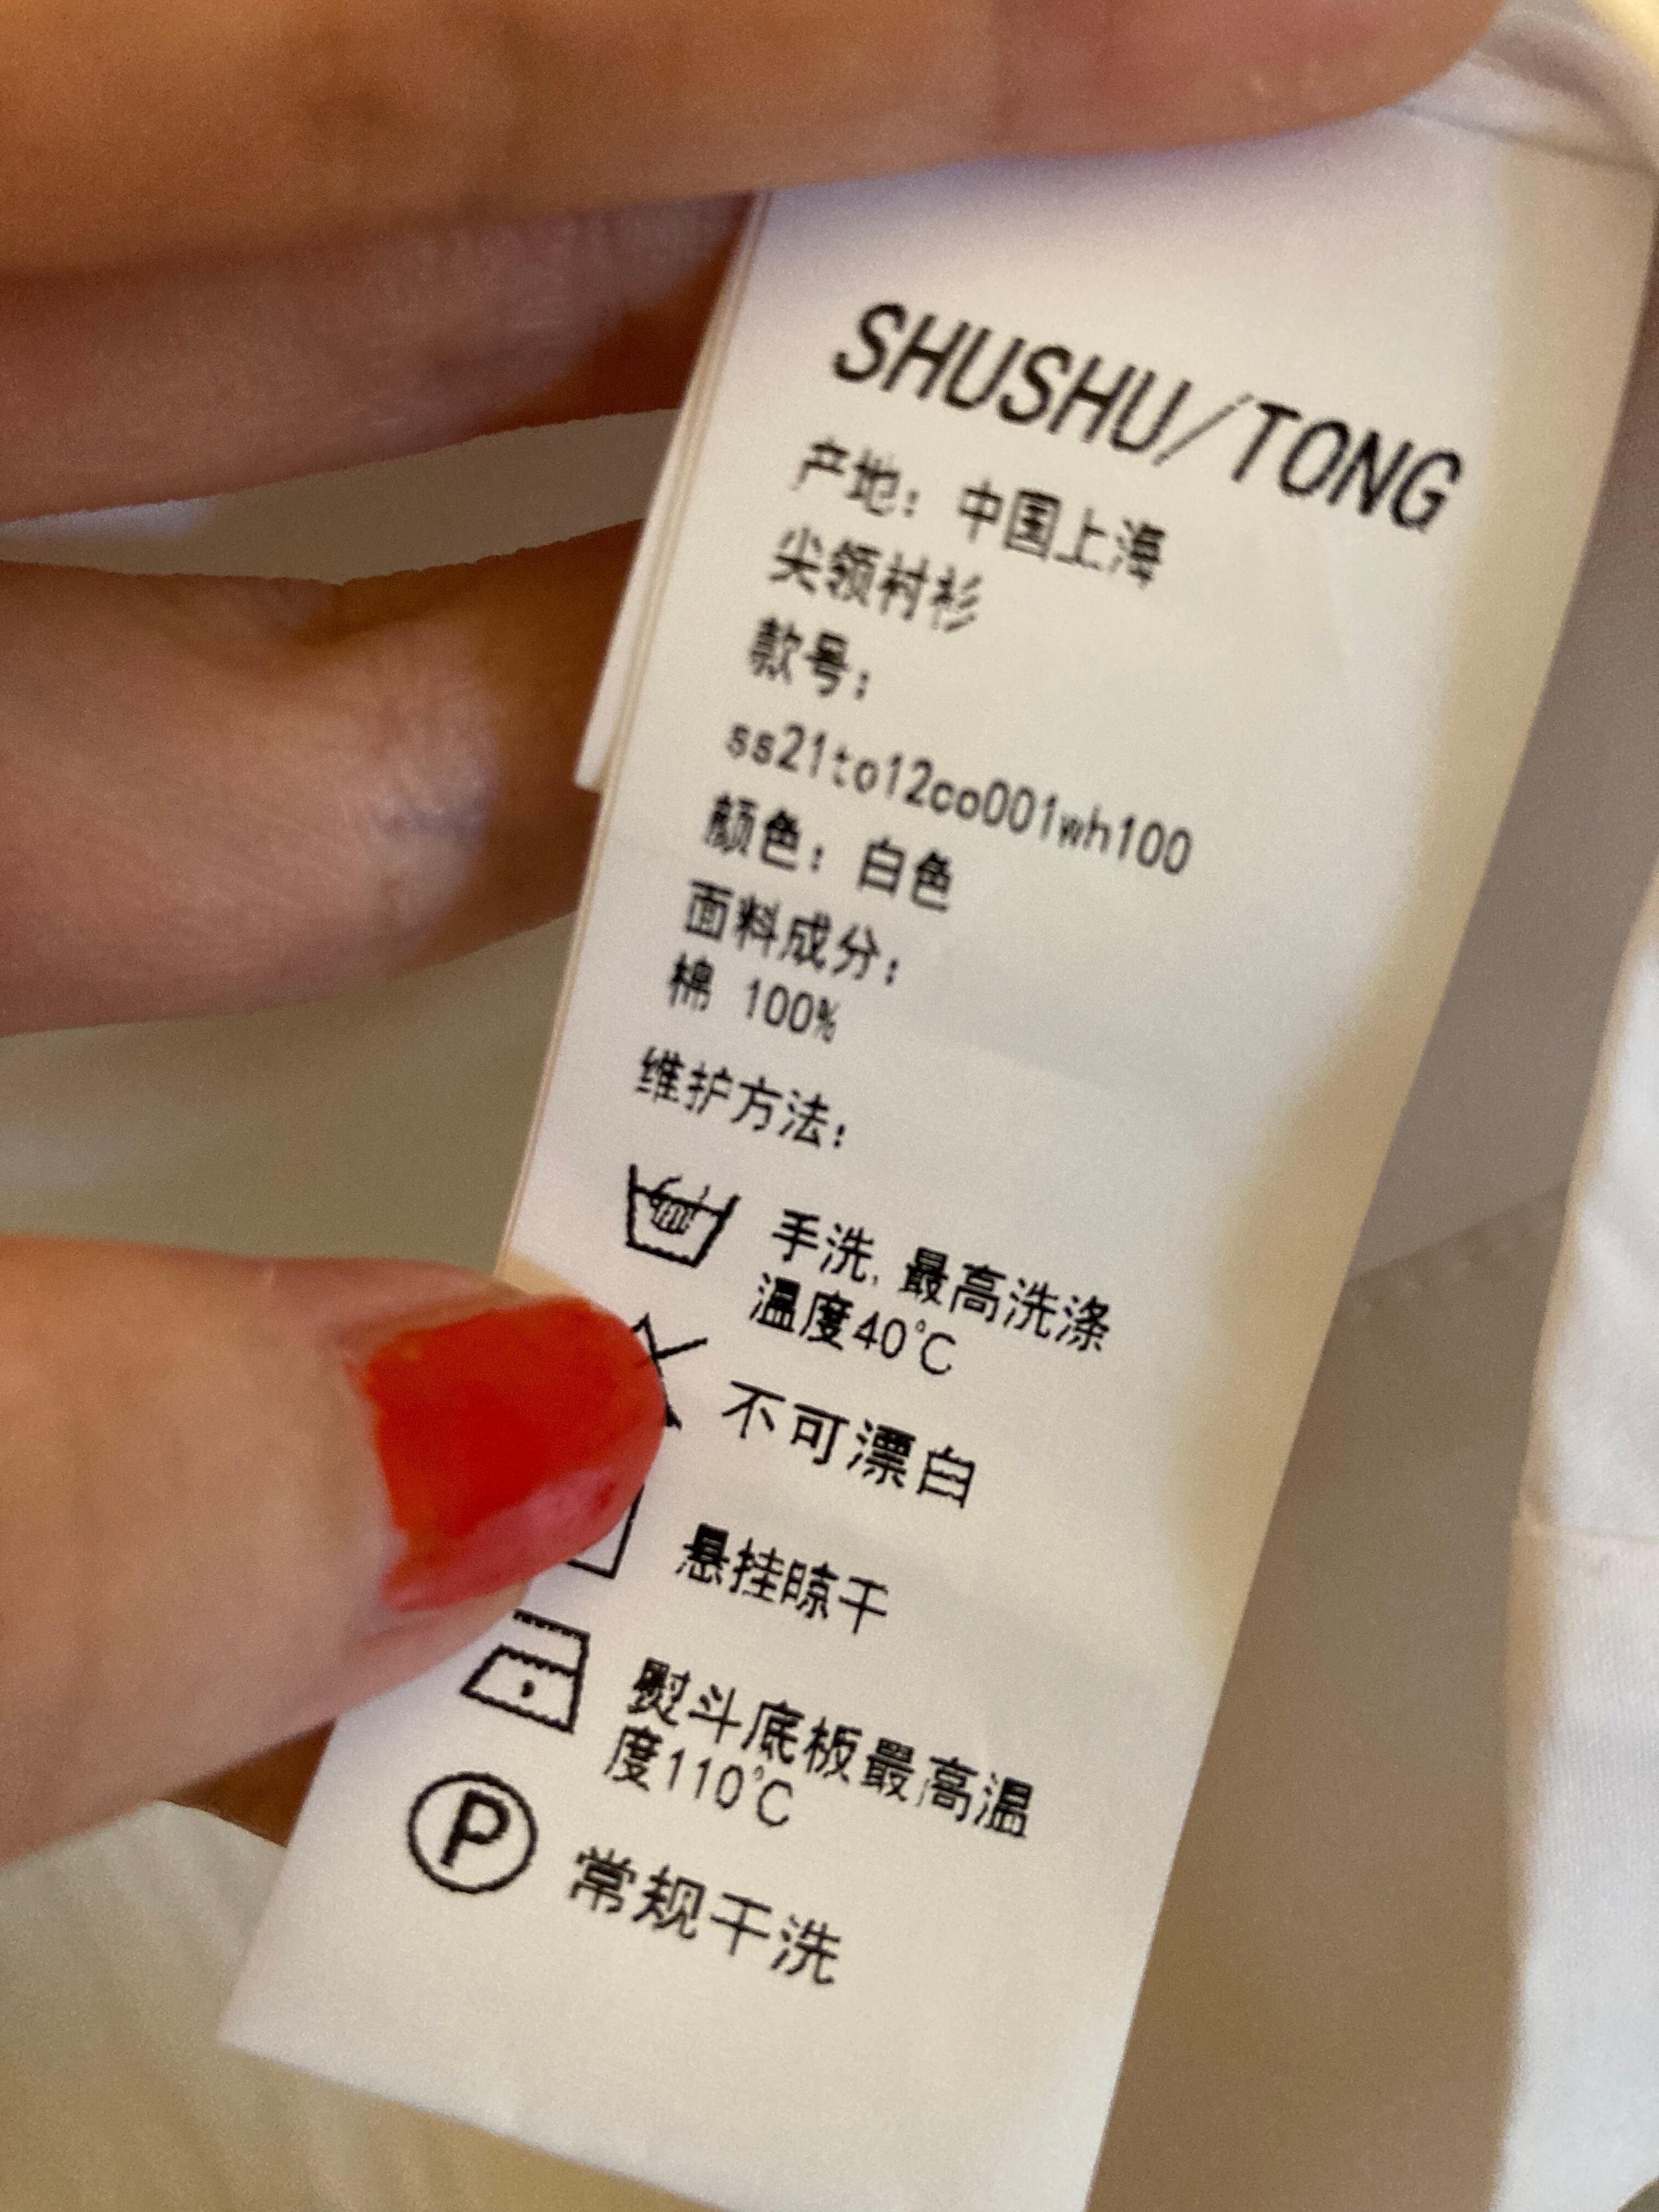 SHUSHU/TONG
产地：中国上海
尖领衬衫
款号：
ss21to12co001wh100
颜色：白色
面料成分：
棉 100%
维护方法：
手洗，最高洗涤
温度40℃
不可漂白
悬挂晾干
熨斗底板最高温
度110℃
P 常规干洗